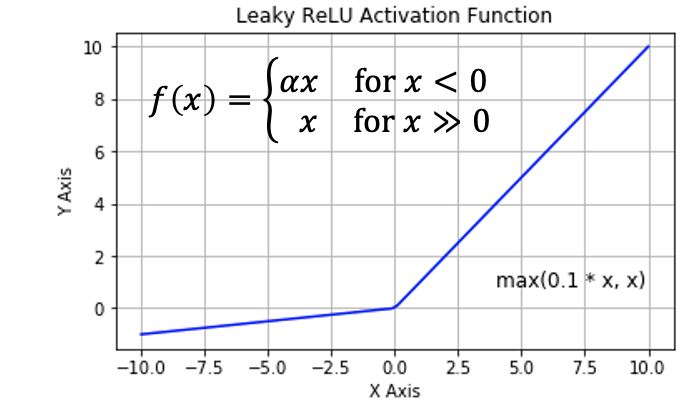 Leaky ReLU Activation Function
10
8
6
4
2
0
Y Axis
f(x) = {αx for x < 0
x for x ≫ 0
max(0.1 * x, x)
−10.0 −7.5 −5.0 −2.5 0.0 2.5 5.0 7.5 10.0
X Axis